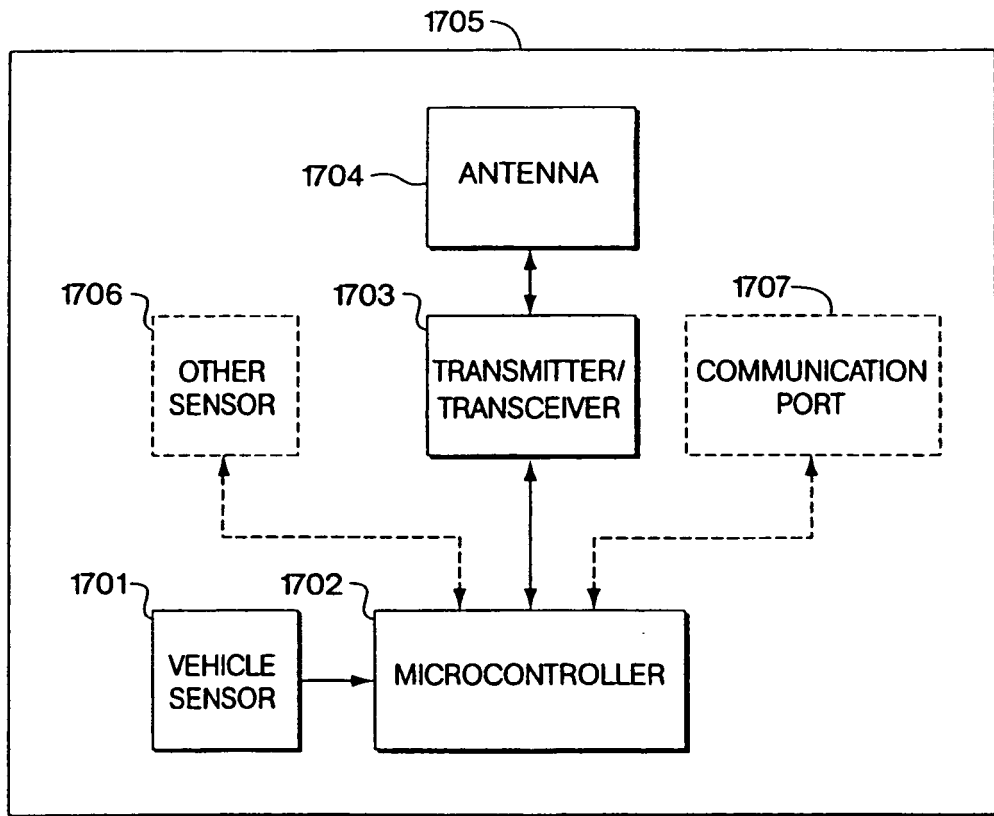 1705
1704
ANTENNA
1706
1703
1707
OTHER
SENSOR
TRANSMITTER/
TRANSCEIVER
COMMUNICATION
PORT
1701
1702
VEHICLE
SENSOR
MICROCONTROLLER